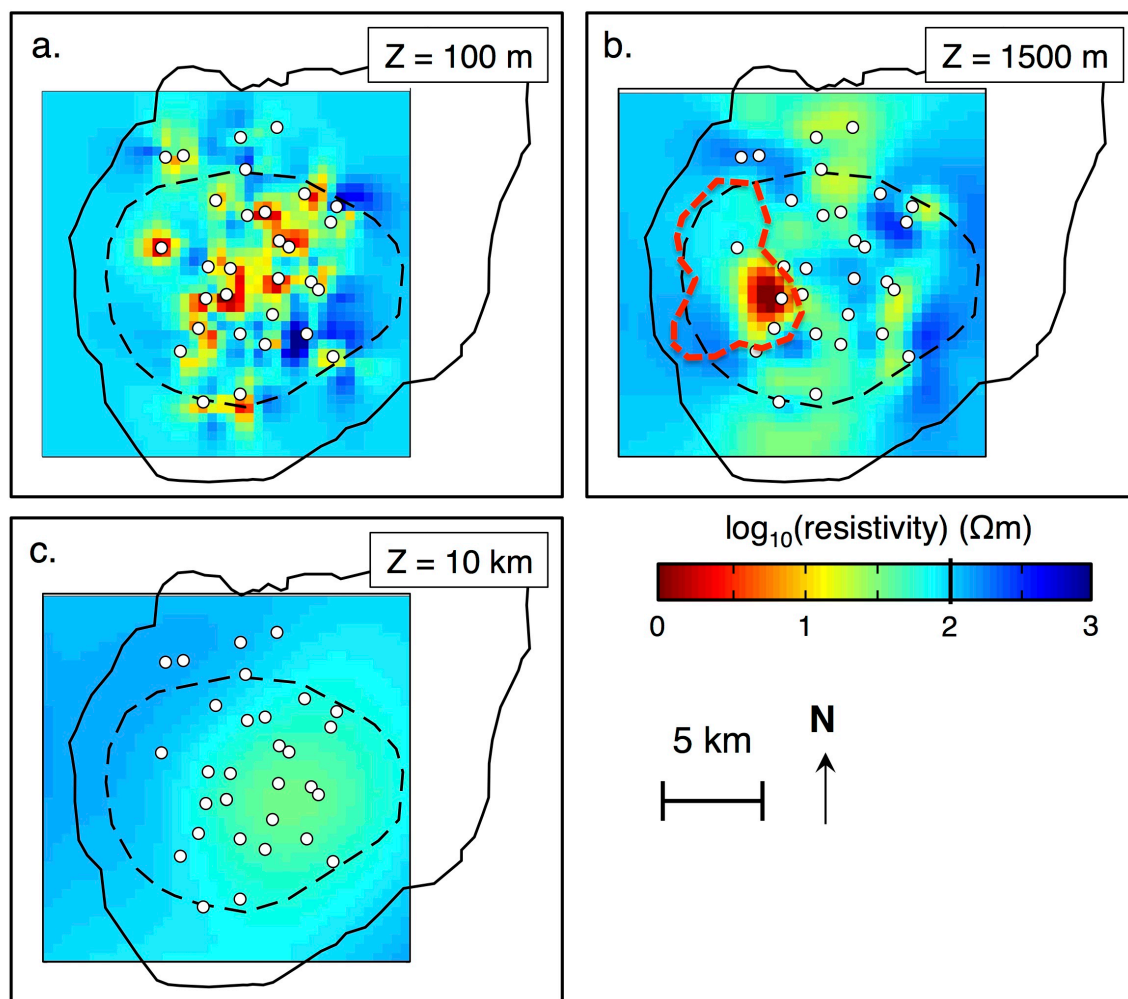 a.
Z = 100 m
b.
Z = 1500 m
c.
Z = 10 km
log₁₀(resistivity) (Ωm)
0 1 2 3
5 km
N